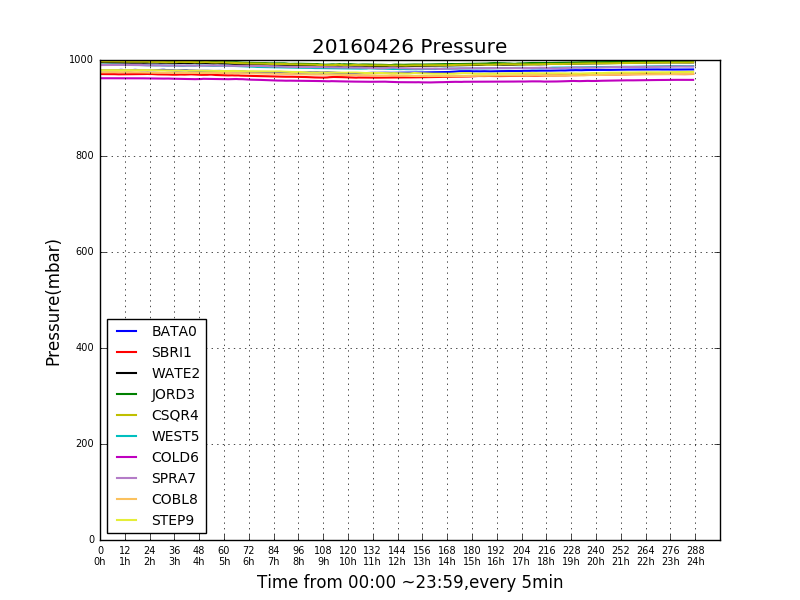 20160426 Pressure
1000
800
600
400
200
0
Pressure(mbar)
BATA0
SBRI1
WATE2
JORD3
CSQR4
WEST5
COLD6
SPRA7
COBL8
STEP9
0 12 24 36 48 60 72 84 96 108 120 132 144 156 168 180 192 204 216 228 240 252 264 276 288
0h 1h 2h 3h 4h 5h 6h 7h 8h 9h 10h 11h 12h 13h 14h 15h 16h 17h 18h 19h 20h 21h 22h 23h 24h
Time from 00:00 ~23:59,every 5min